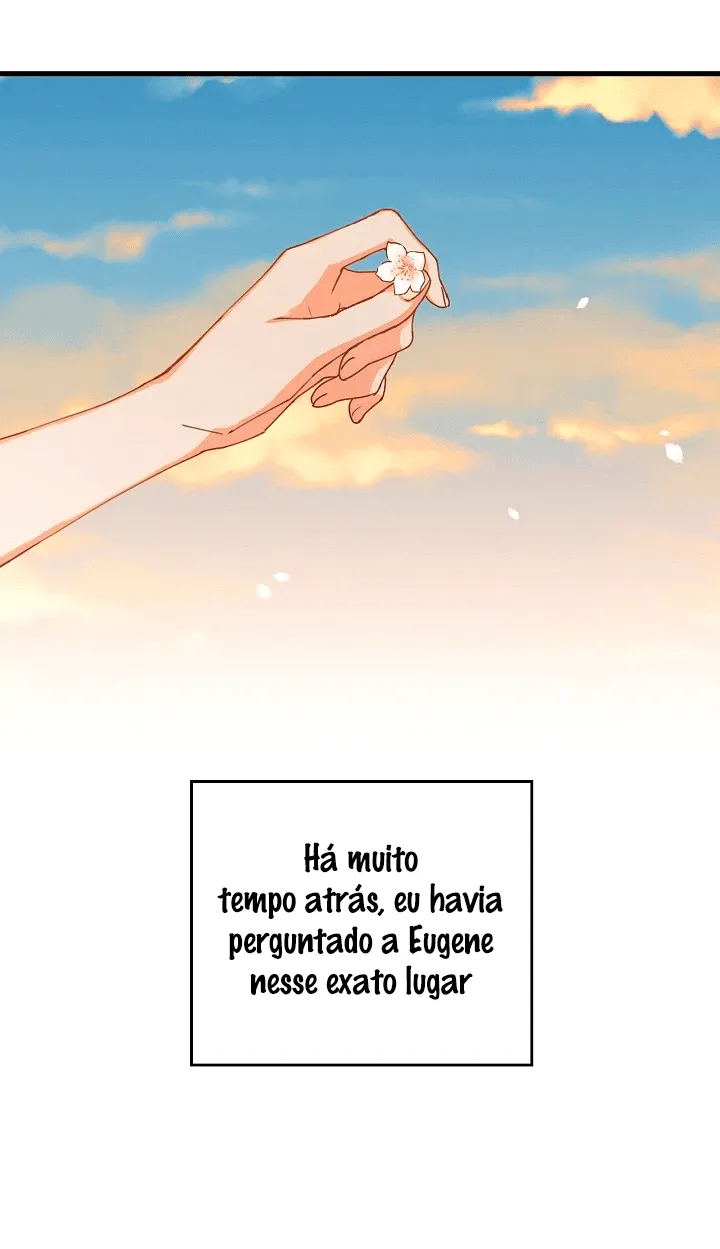 Há muito
tempo atrás, eu havia
perguntado a Eugene
nesse exato lugar